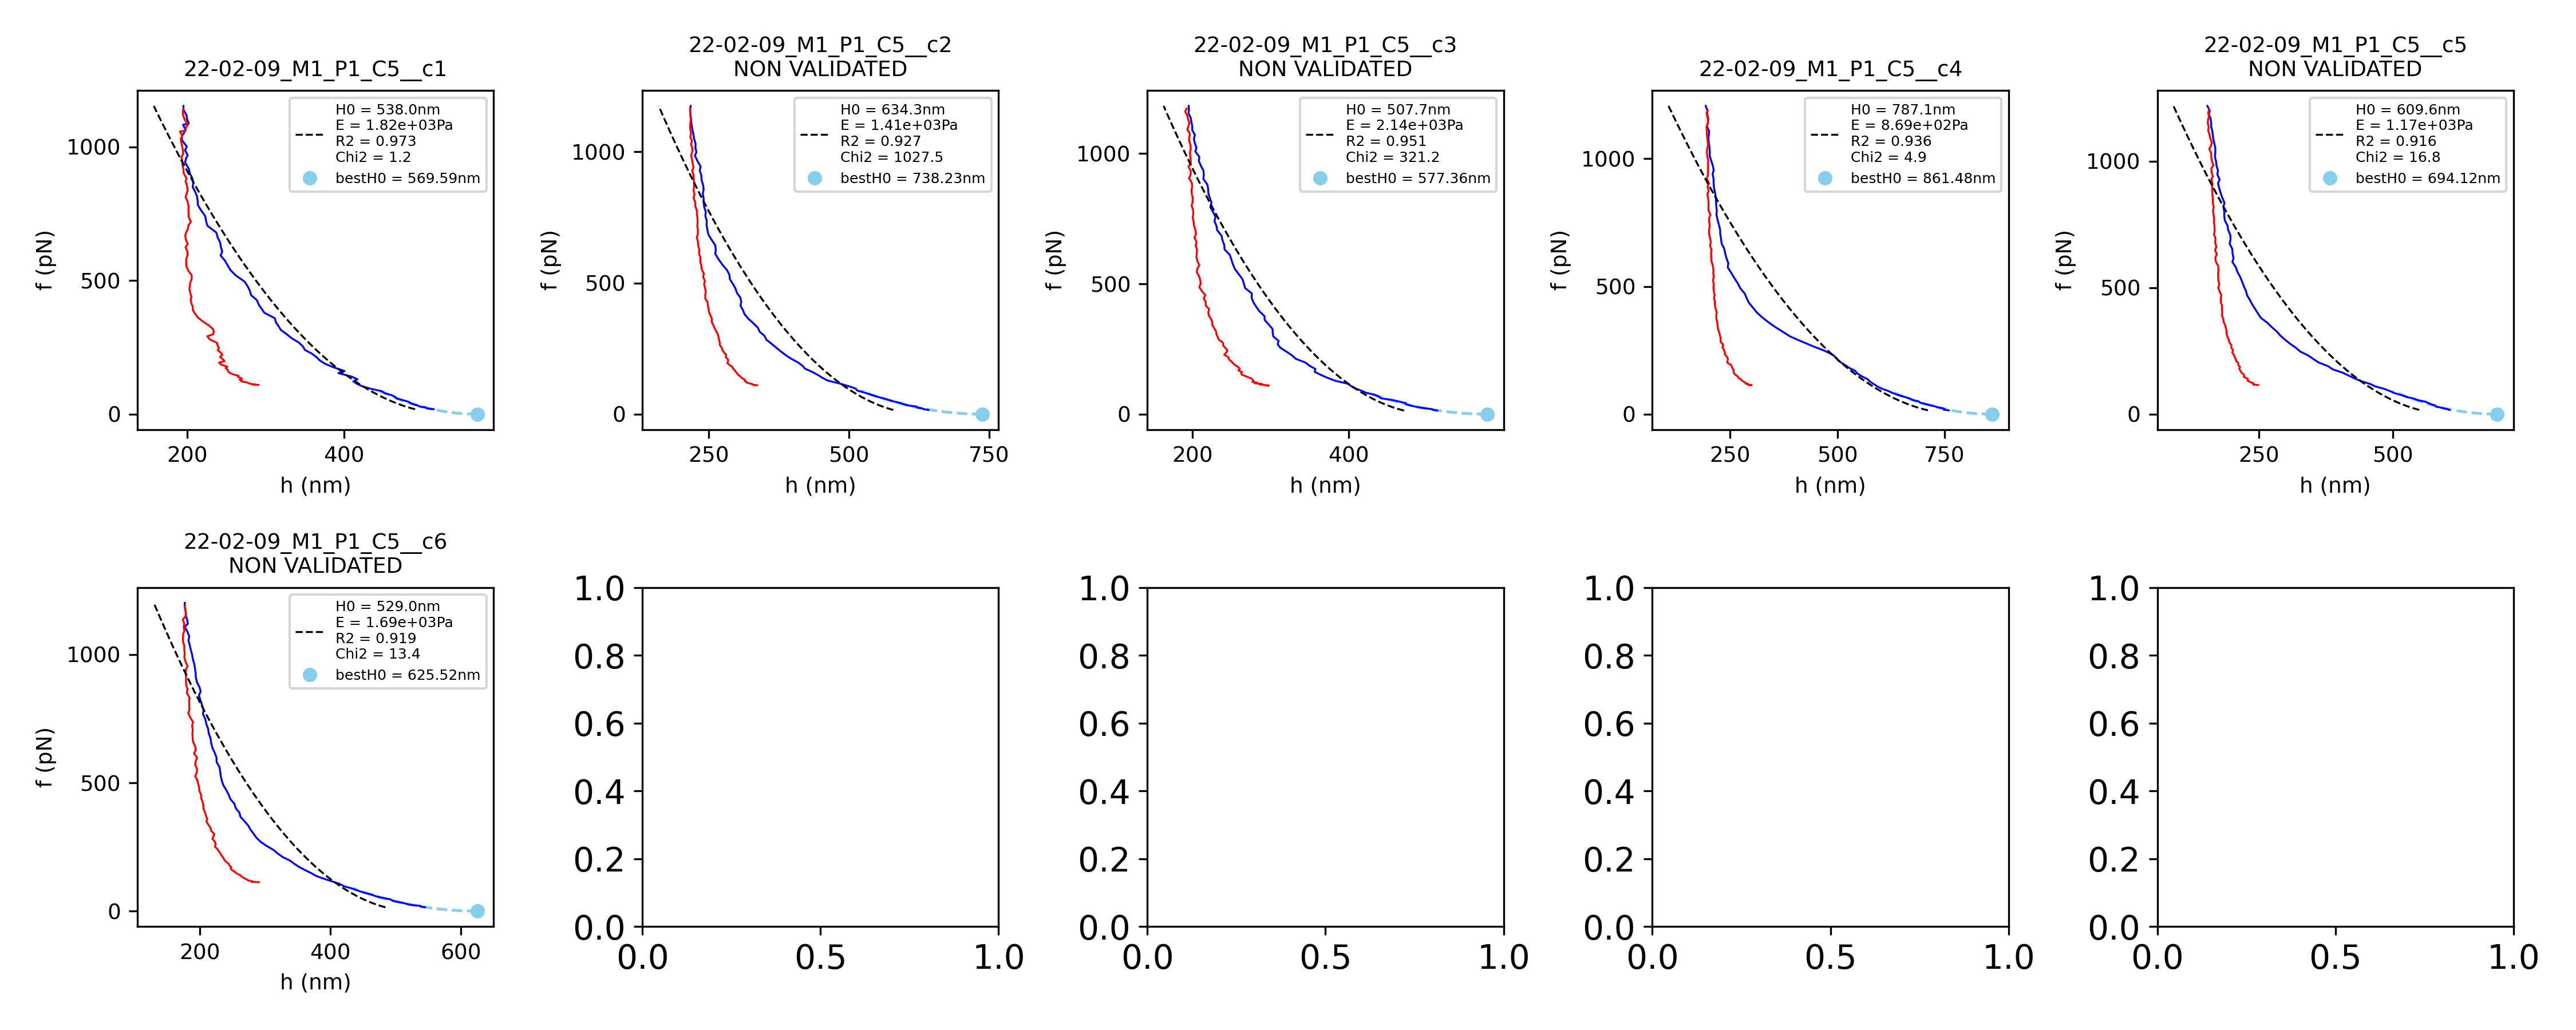 22-02-09_M1_P1_C5__c1
H0 = 538.0nm
E = 1.82e+03Pa
R2 = 0.973
Chi2 = 1.2
bestH0 = 569.59nm
1000
500
0
f (pN)
200 400
h (nm)
22-02-09_M1_P1_C5__c2
NON VALIDATED
H0 = 634.3nm
E = 1.41e+03Pa
R2 = 0.927
Chi2 = 1027.5
bestH0 = 738.23nm
1000
500
0
f (pN)
250 500 750
h (nm)
22-02-09_M1_P1_C5__c3
NON VALIDATED
H0 = 507.7nm
E = 2.14e+03Pa
R2 = 0.951
Chi2 = 321.2
bestH0 = 577.36nm
1000
500
0
f (pN)
200 400
h (nm)
22-02-09_M1_P1_C5__c4
H0 = 787.1nm
E = 8.69e+02Pa
R2 = 0.936
Chi2 = 4.9
bestH0 = 861.48nm
1000
500
0
f (pN)
250 500 750
h (nm)
22-02-09_M1_P1_C5__c5
NON VALIDATED
H0 = 609.6nm
E = 1.17e+03Pa
R2 = 0.916
Chi2 = 16.8
bestH0 = 694.12nm
1000
500
0
f (pN)
250 500
h (nm)
22-02-09_M1_P1_C5__c6
NON VALIDATED
H0 = 529.0nm
E = 1.69e+03Pa
R2 = 0.919
Chi2 = 13.4
bestH0 = 625.52nm
1000
500
0
f (pN)
200 400 600
h (nm)
1.0
0.8
0.6
0.4
0.2
0.0
0.0 0.5 1.0
1.0
0.8
0.6
0.4
0.2
0.0
0.0 0.5 1.0
1.0
0.8
0.6
0.4
0.2
0.0
0.0 0.5 1.0
1.0
0.8
0.6
0.4
0.2
0.0
0.0 0.5 1.0